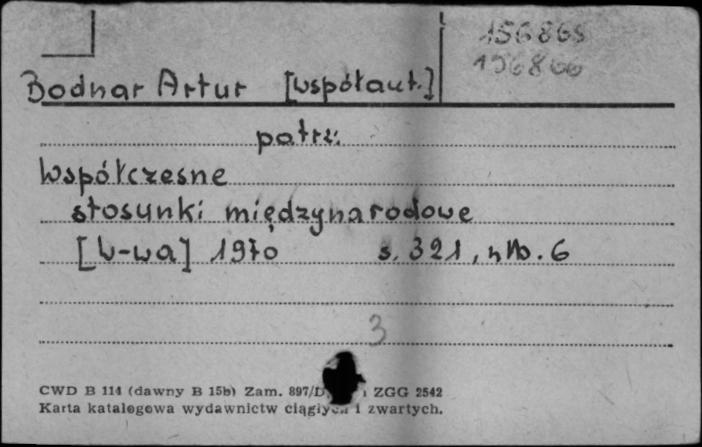 156865
156866
Bodnar Artur [współaut.]
patrz:
Współczesne
stosunki międzynarodowe
[W-wa] 1970 s. 321, nlb. 6
3
CWD B 114 (dawny B 15b) Zam. 897/D ZGG 2542
Karta katalogowa wydawnictw ciągłych i zwartych.